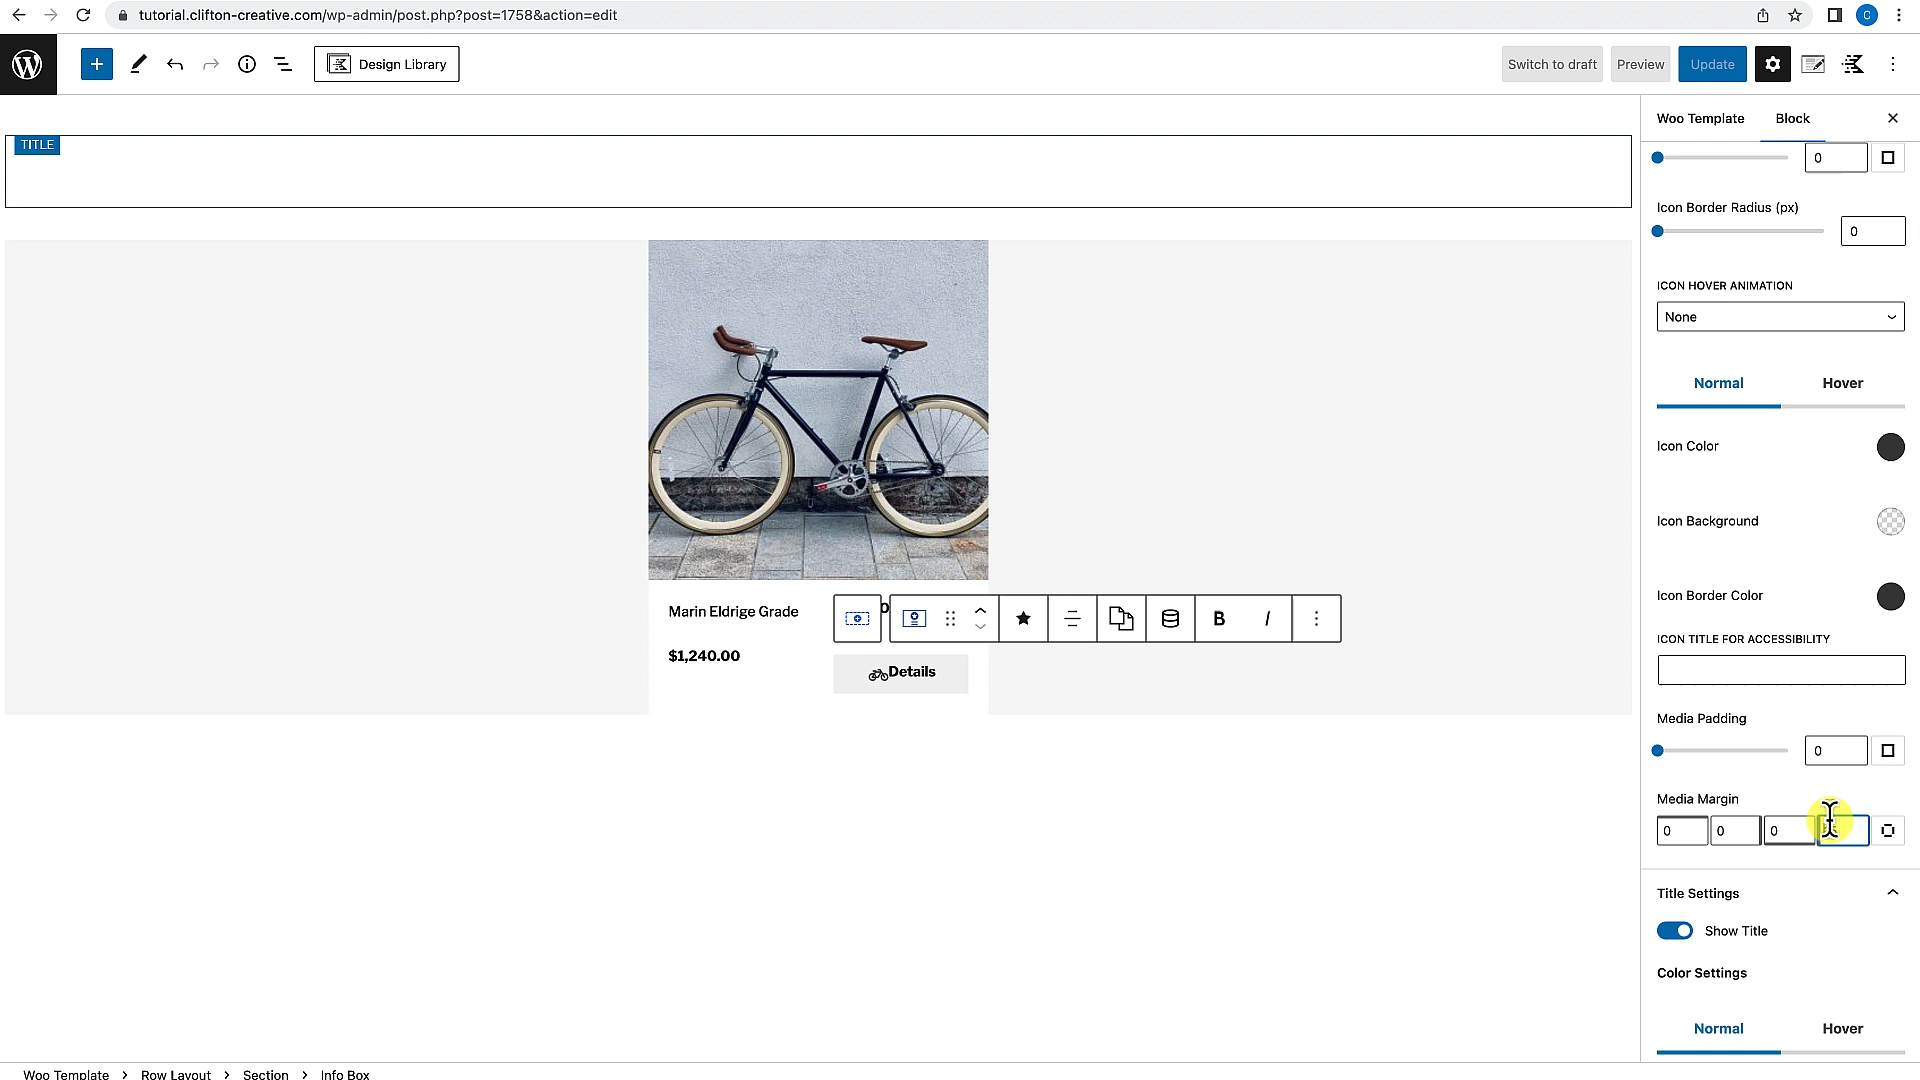 tutorial.clifton-creative.com/wp-admin/post.php?post=1758&action=edit
C
Design Library
Switch to draft
Preview
Update
Woo Template
Block
TITLE
0
Icon Border Radius (px)
0
ICON HOVER ANIMATION
None
Normal
Hover
Icon Color
Icon Background
Icon Border Color
ICON TITLE FOR ACCESSIBILITY
Marin Eldrige Grade
B I
$1,240.00
Details
Media Padding
0
Media Margin
0
0
0
Title Settings
Show Title
Color Settings
Normal
Hover
Woo Template > Row Layout > Section > Info Box